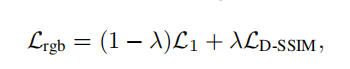 ℒ_rgb = (1 − λ)ℒ_1 + λℒ_D-SSIM,